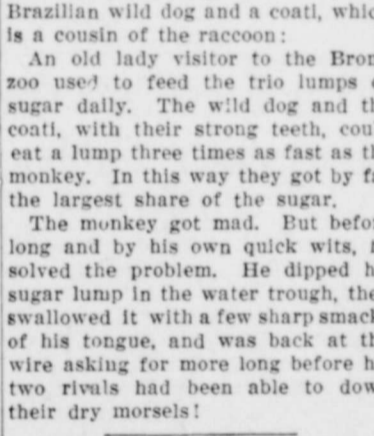 Brazilian wild dog and a coati, whic
is a cousin of the raccoon:
An old lady visitor to the Bron
zoo used to feed the trio lumps
sugar daily. The wild dog and th
coati, with their strong teeth, cou
eat a lump three times as fast as th
monkey. In this way they got by f
the largest share of the sugar.
The monkey got mad. But befor
long and by his own quick wits,
solved the problem. He dipped h
sugar lump in the water trough, the
swallowed it with a few sharp smack
of his tongue, and was back at th
wire asking for more long before h
two rivals had been able to dow
their dry morsels!